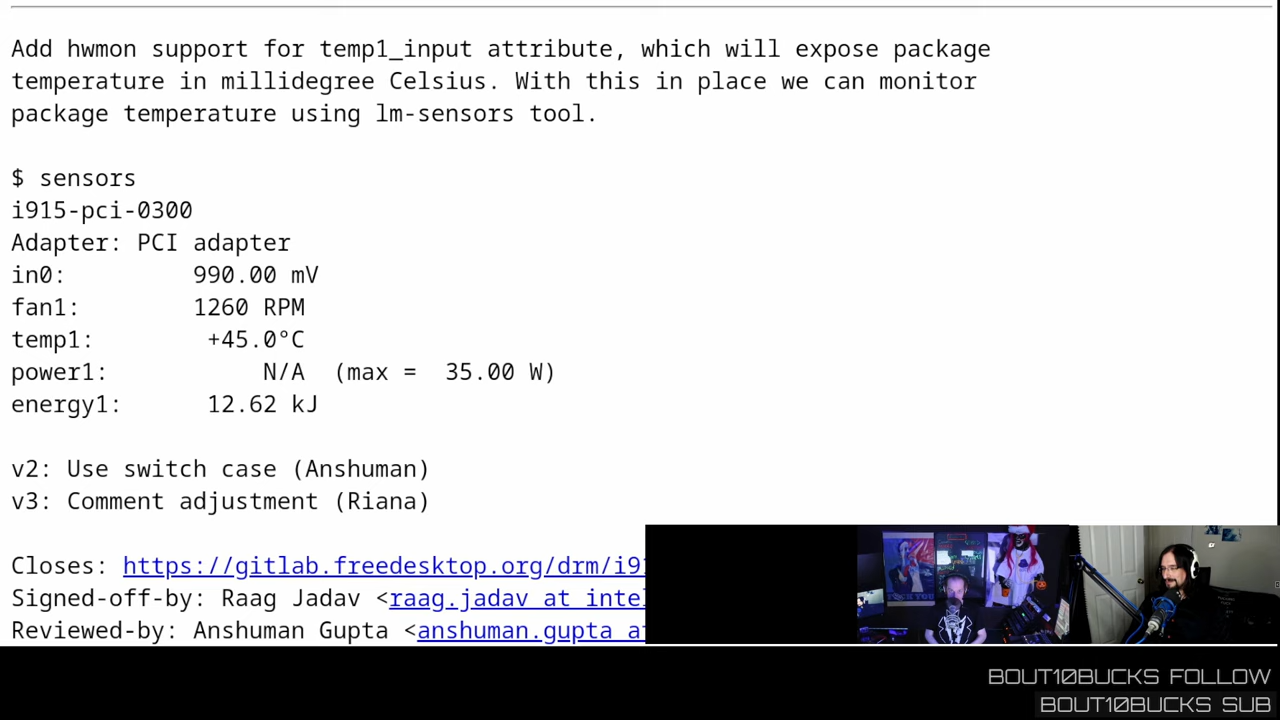 Add hwmon support for temp1_input attribute, which will expose package
temperature in millidegree Celsius. With this in place we can monitor
package temperature using lm-sensors tool.
$ sensors
i915-pci-0300
Adapter: PCI adapter
in0: 990.00 mV
fan1: 1260 RPM
temp1: +45.0°C
power1: N/A (max = 35.00 W)
energy1: 12.62 kJ
v2: Use switch case (Anshuman)
v3: Comment adjustment (Riana)
Closes: https://gitlab.freedesktop.org/drm/i9
Signed-off-by: Raag Jadav <raag.jadav at inte
Reviewed-by: Anshuman Gupta <anshuman.gupta a
BOUT10BUCKS FOLLOW
BOUT10BUCKS SUB